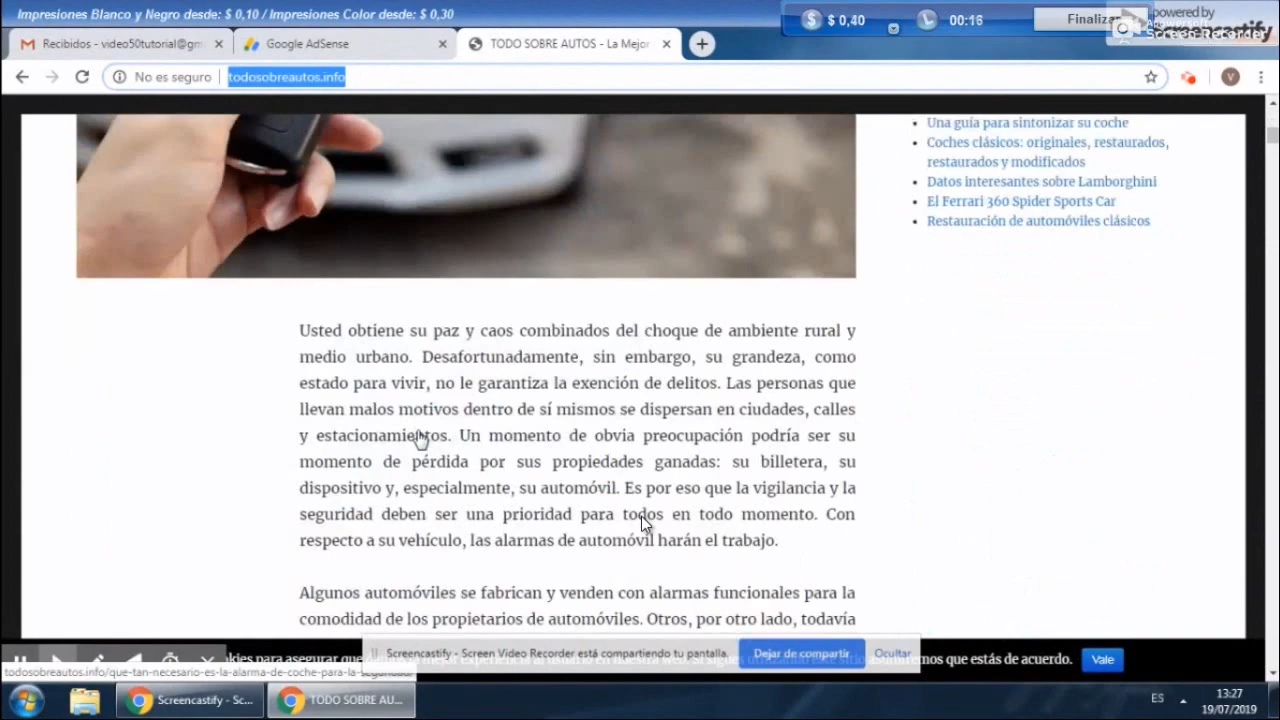 Impresiones Blanco y Negro desde: $ 0,10 / Impresiones Color desde: $ 0,30
$ 0,40
00:16
Finalizar
powered by
Screen Recorder
Recibidos - video50tutorial@gm
Google AdSense
TODO SOBRE AUTOS - La Mejor
No es seguro
todosobreautos.info
V
Una guía para sintonizar su coche
Coches clásicos: originales, restaurados,
restaurados y modificados
Datos interesantes sobre Lamborghini
El Ferrari 360 Spider Sports Car
Restauración de automóviles clásicos
Usted obtiene su paz y caos combinados del choque de ambiente rural y
medio urbano. Desafortunadamente, sin embargo, su grandeza, como
estado para vivir, no le garantiza la exención de delitos. Las personas que
llevan malos motivos dentro de sí mismos se dispersan en ciudades, calles
y estacionamientos. Un momento de obvia preocupación podría ser su
momento de pérdida por sus propiedades ganadas: su billetera, su
dispositivo y, especialmente, su automóvil. Es por eso que la vigilancia y la
seguridad deben ser una prioridad para todos en todo momento. Con
respecto a su vehículo, las alarmas de automóvil harán el trabajo.
Algunos automóviles se fabrican y venden con alarmas funcionales para la
comodidad de los propietarios de automóviles. Otros, por otro lado, todavía
Screencastify - Screen Video Recorder está compartiendo tu pantalla.
Dejar de compartir
Ocultar
kies para asegurar que
asumiremos que estás de acuerdo.
Vale
todosobreautos.info/que-tan-necesario-es-la-alarma-de-coche-para-la-seguridad/
Screencastify - Sc...
TODO SOBRE AU...
ES
13:27
19/07/2019